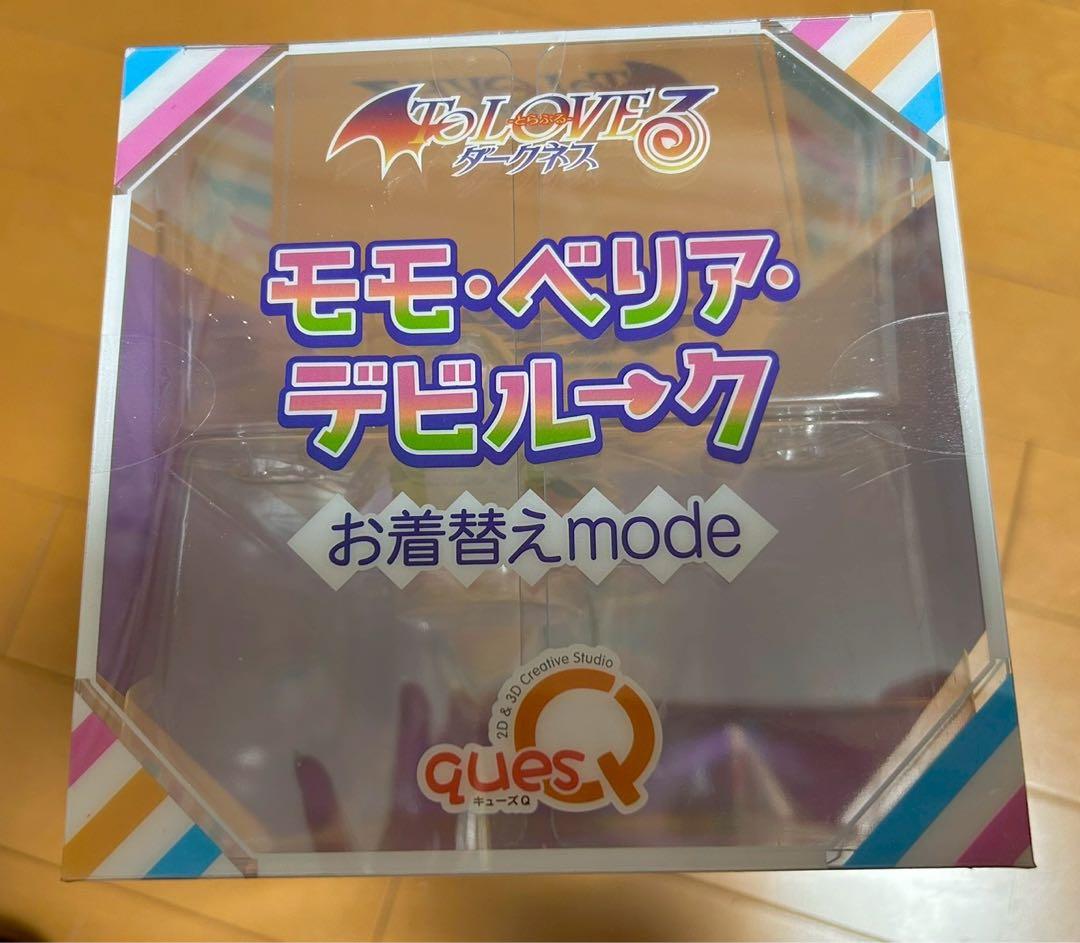 To LOVEる
-とらぶる-
ダークネス
モモ・ベリア・
デビルーク
お着替えmode
2D & 3D Creative Studio
quesQ
キューズQ